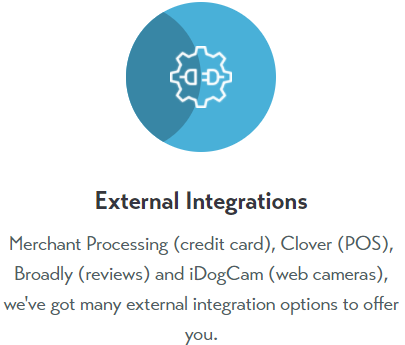 External Integrations
Merchant Processing (credit card), Clover (POS),
Broadly (reviews) and iDogCam (web cameras),
we've got many external integration options to offer
you.